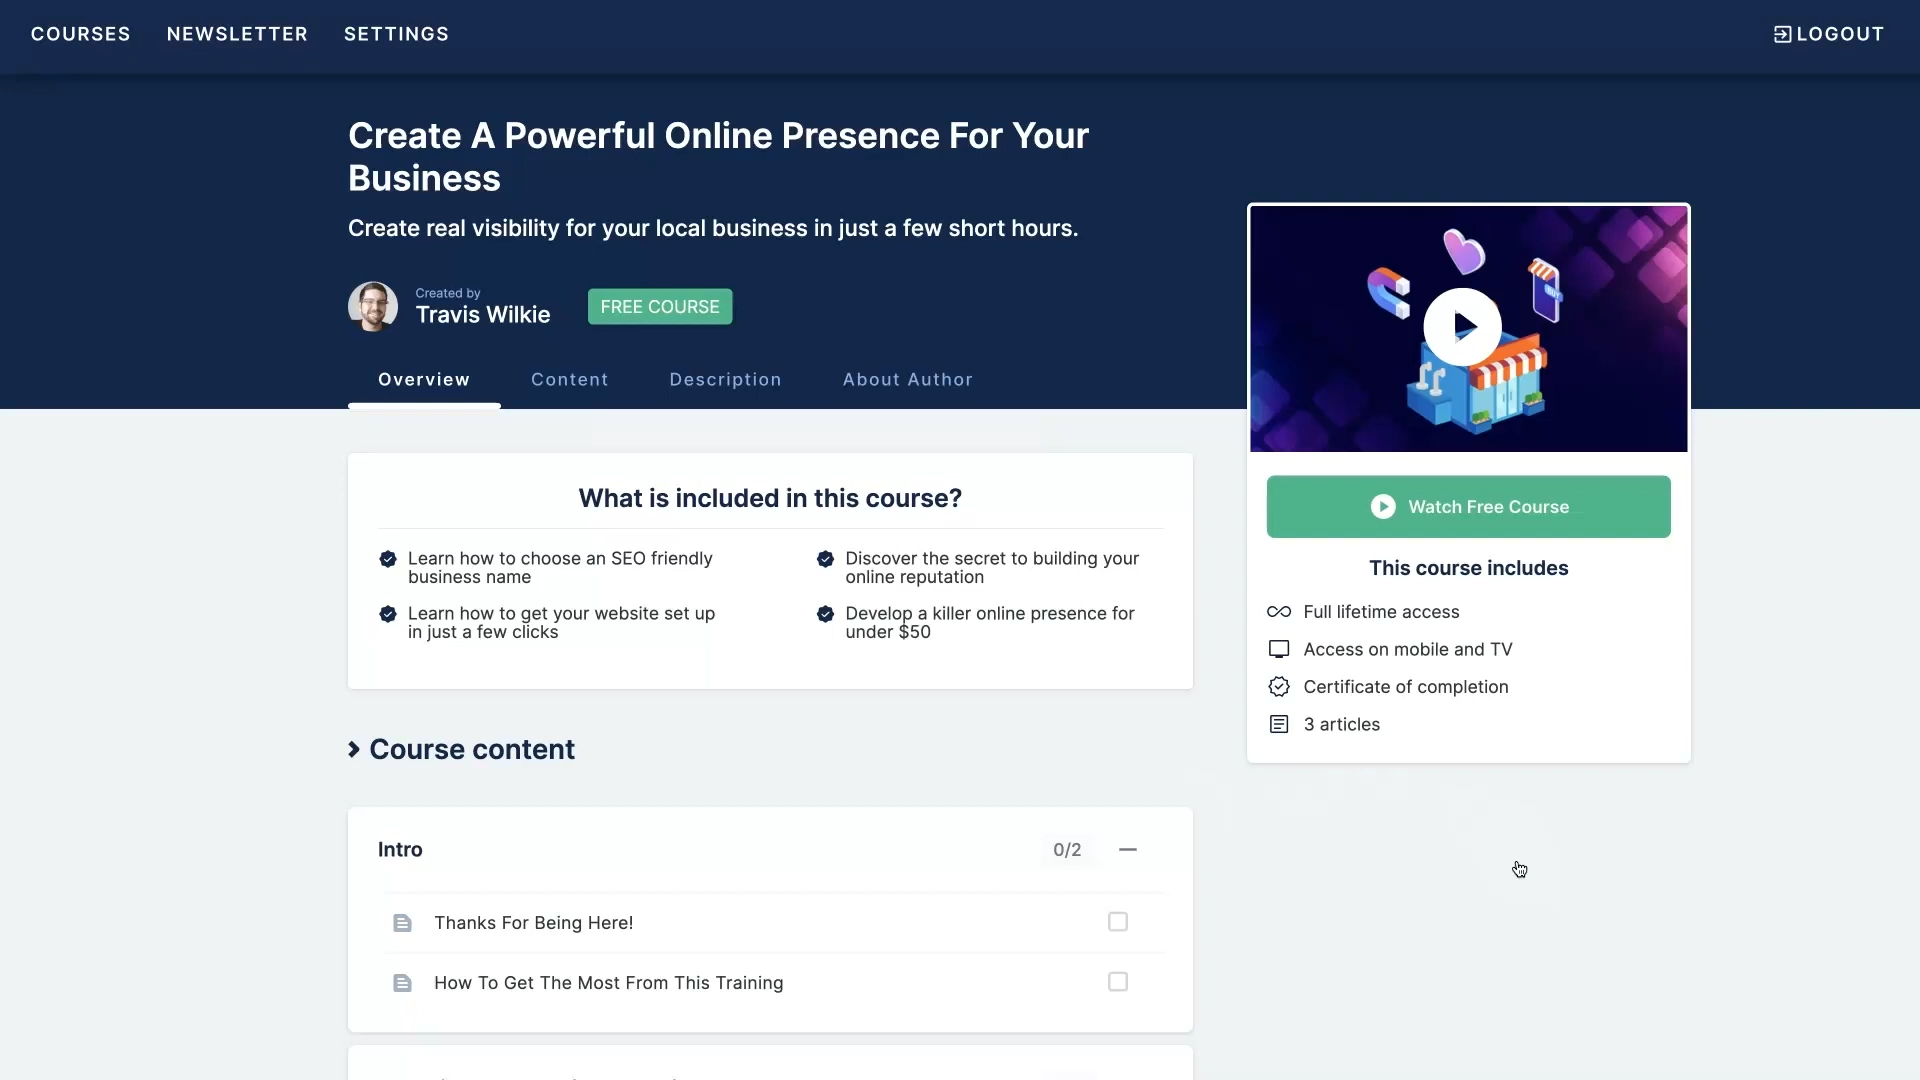 COURSES NEWSLETTER SETTINGS LOGOUT
Create A Powerful Online Presence For Your
Business
Create real visibility for your local business in just a few short hours.
Created by
Travis Wilkie
FREE COURSE
Overview Content Description About Author
BUY
Watch Free Course
This course includes
Full lifetime access
Access on mobile and TV
Certificate of completion
3 articles
What is included in this course?
Learn how to choose an SEO friendly
business name
Discover the secret to building your
online reputation
Learn how to get your website set up
in just a few clicks
Develop a killer online presence for
under $50
Course content
Intro 0/2
Thanks For Being Here!
How To Get The Most From This Training